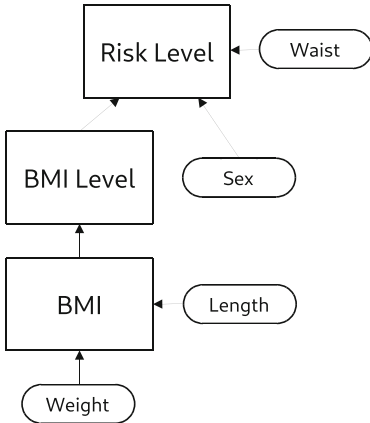 Risk Level
Waist
BMI Level
Sex
BMI
Length
Weight